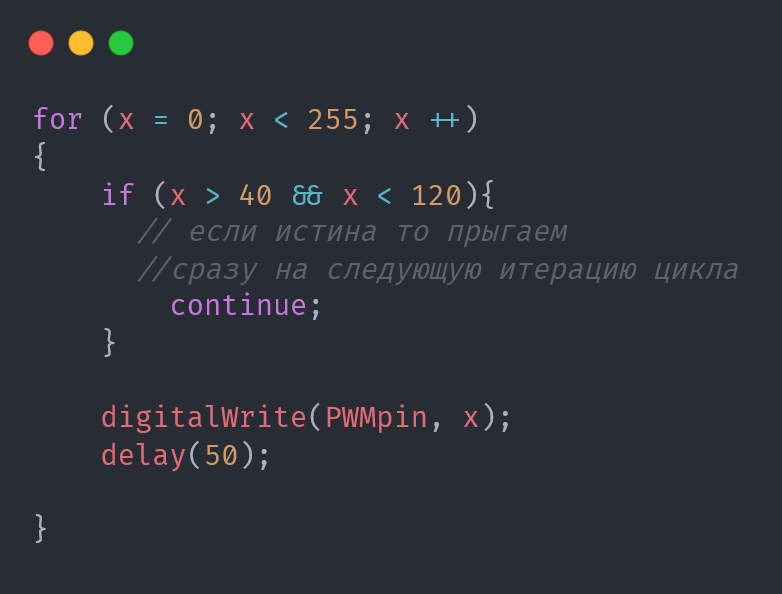 for (x = 0; x < 255; x ++)
{
    if (x > 40 && x < 120){
      // если истина то прыгаем
      //сразу на следующую итерацию цикла
        continue;
    }
    digitalWrite(PWMpin, x);
    delay(50);
}